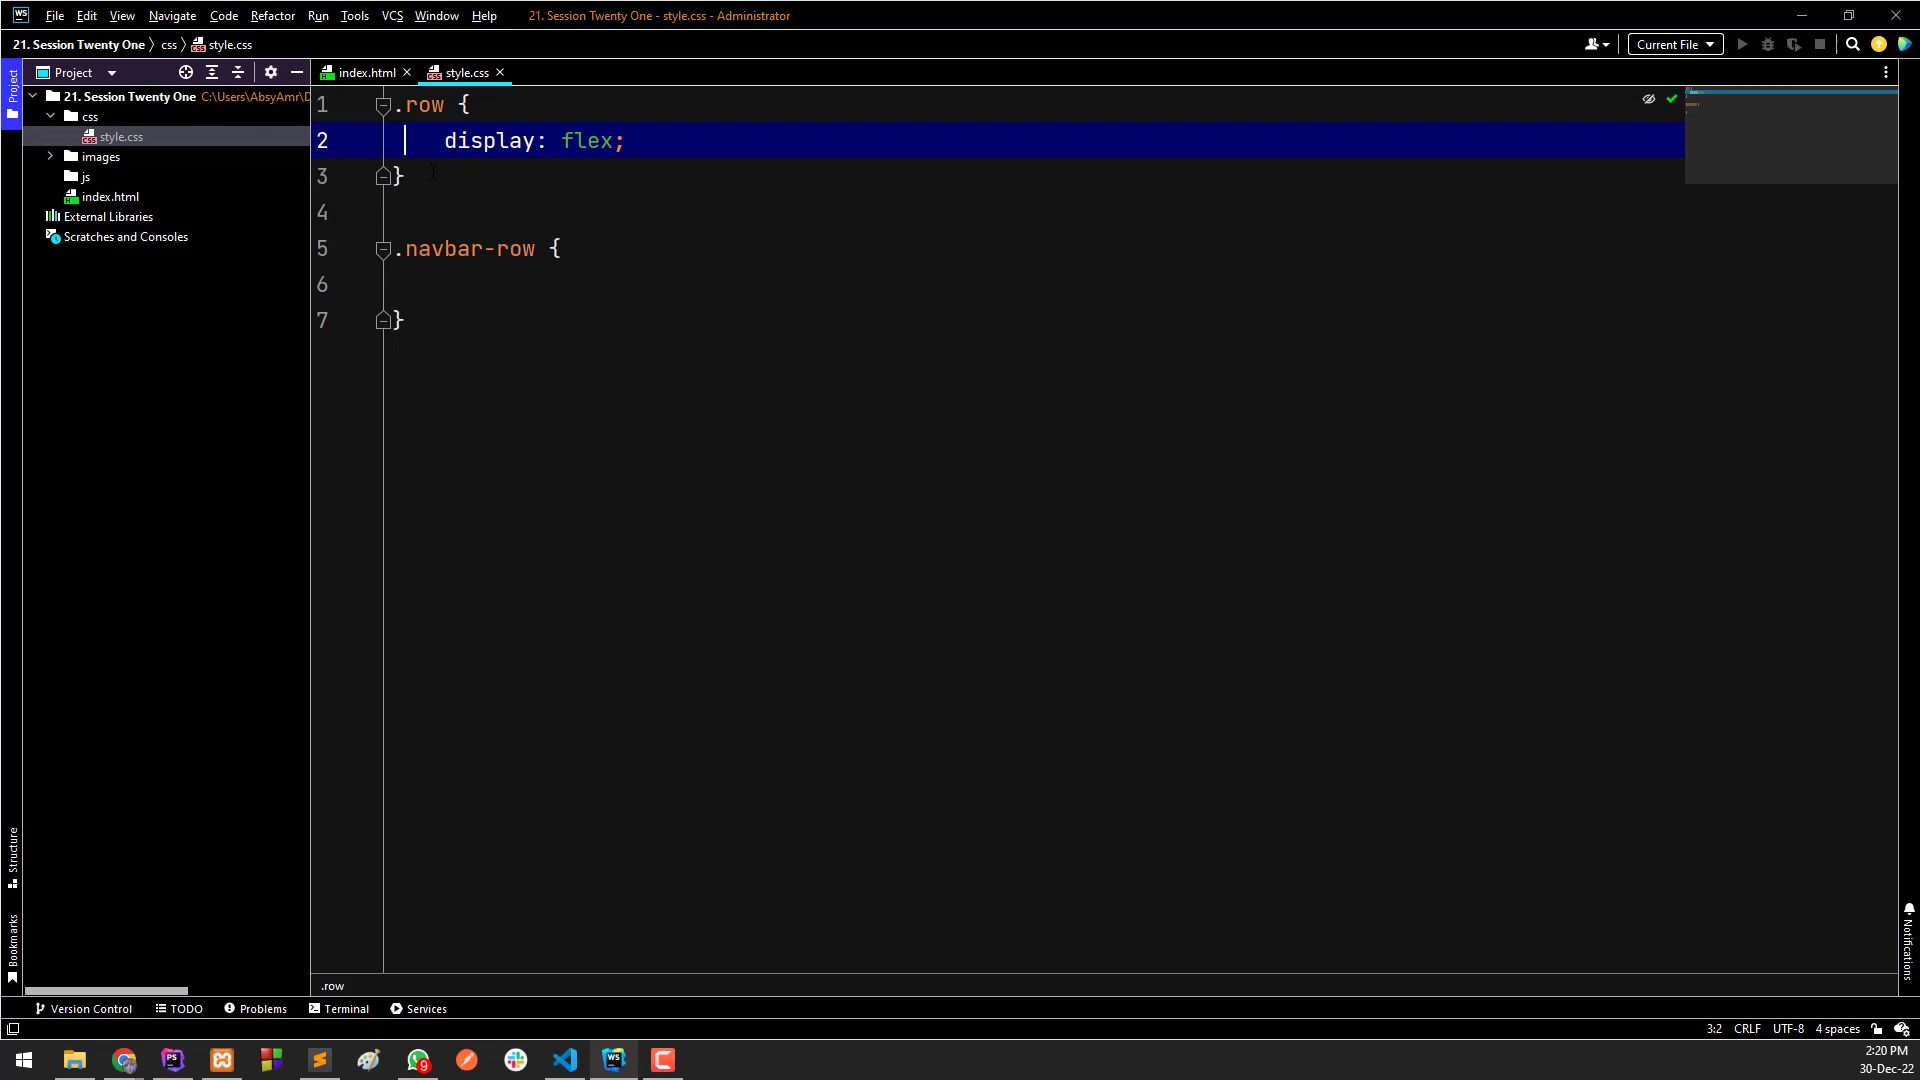 File Edit View Navigate Code Refactor Run Tools VCS Window Help 21. Session Twenty One - style.css - Administrator
21. Session Twenty One css style.css Current File
Project index.html style.css
Project
21. Session Twenty One C:\Users\AbsyAmr\D
css
style.css
images
js
index.html
External Libraries
Scratches and Consoles
1 .row {
2 display: flex;
3 }
4
5 .navbar-row {
6
7 }
Structure
Bookmarks
Notifications
.row
Version Control TODO Problems Terminal Services
3:2 CRLF UTF-8 4 spaces
9
2:20 PM
30-Dec-22